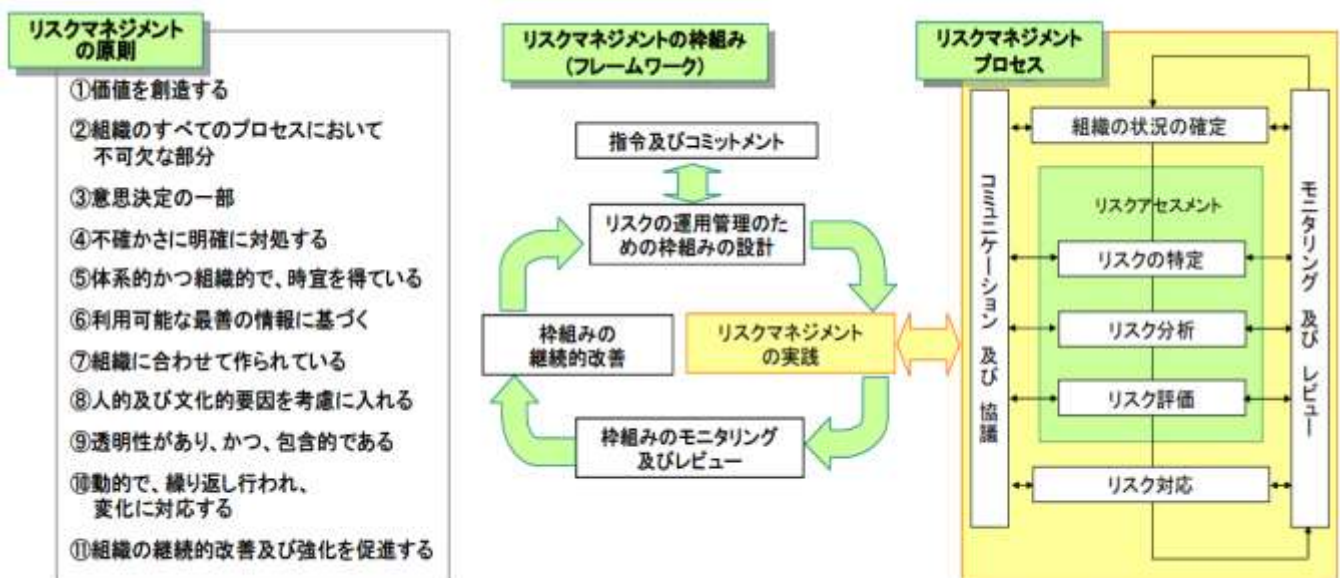 リスクマネジメント
の原則
①価値を創造する
②組織のすべてのプロセスにおいて
不可欠な部分
③意思決定の一部
④不確かさに明確に対処する
⑤体系的かつ組織的で、時宜を得ている
⑥利用可能な最善の情報に基づく
⑦組織に合わせて作られている
⑧人的及び文化的要因を考慮に入れる
⑨透明性があり、かつ、包含的である
⑩動的で、繰り返し行われ、
変化に対応する
⑪組織の継続的改善及び強化を促進する
リスクマネジメントの枠組み
(フレームワーク)
指令及びコミットメント
リスクの運用管理のた
めの枠組みの設計
枠組みの
継続的改善
リスクマネジメント
の実践
枠組みのモニタリング
及びレビュー
リスクマネジメント
プロセス
コミュニケーション 及び 協議
組織の状況の確定
リスクアセスメント
リスクの特定
リスク分析
リスク評価
リスク対応
モニタリング 及び レビュー